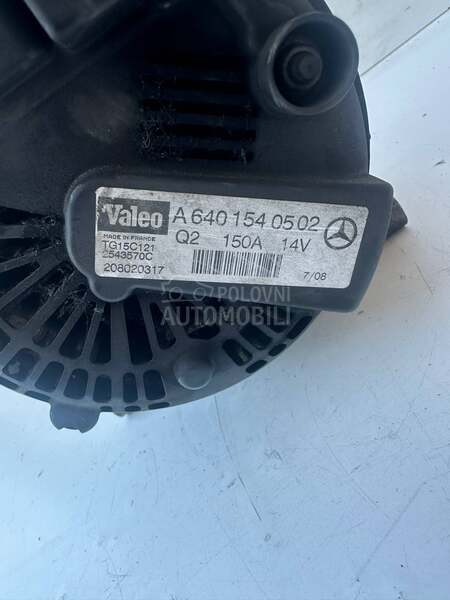 Valeo A 640 154 05 02
MADE IN FRANCE Q2 150A 14V
TG15C121
2543570C
208020317 7/08
POLOVNI
AUTOMOBILI